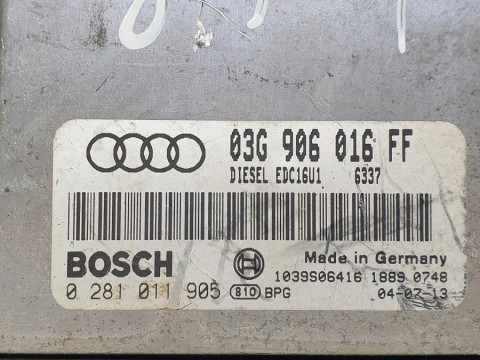 03G 906 016 FF
DIESEL EDC16U1 6337
BOSCH
Made in Germany
1039S06416 1889 0748
0 281 011 905 810 BPG 04-07-13